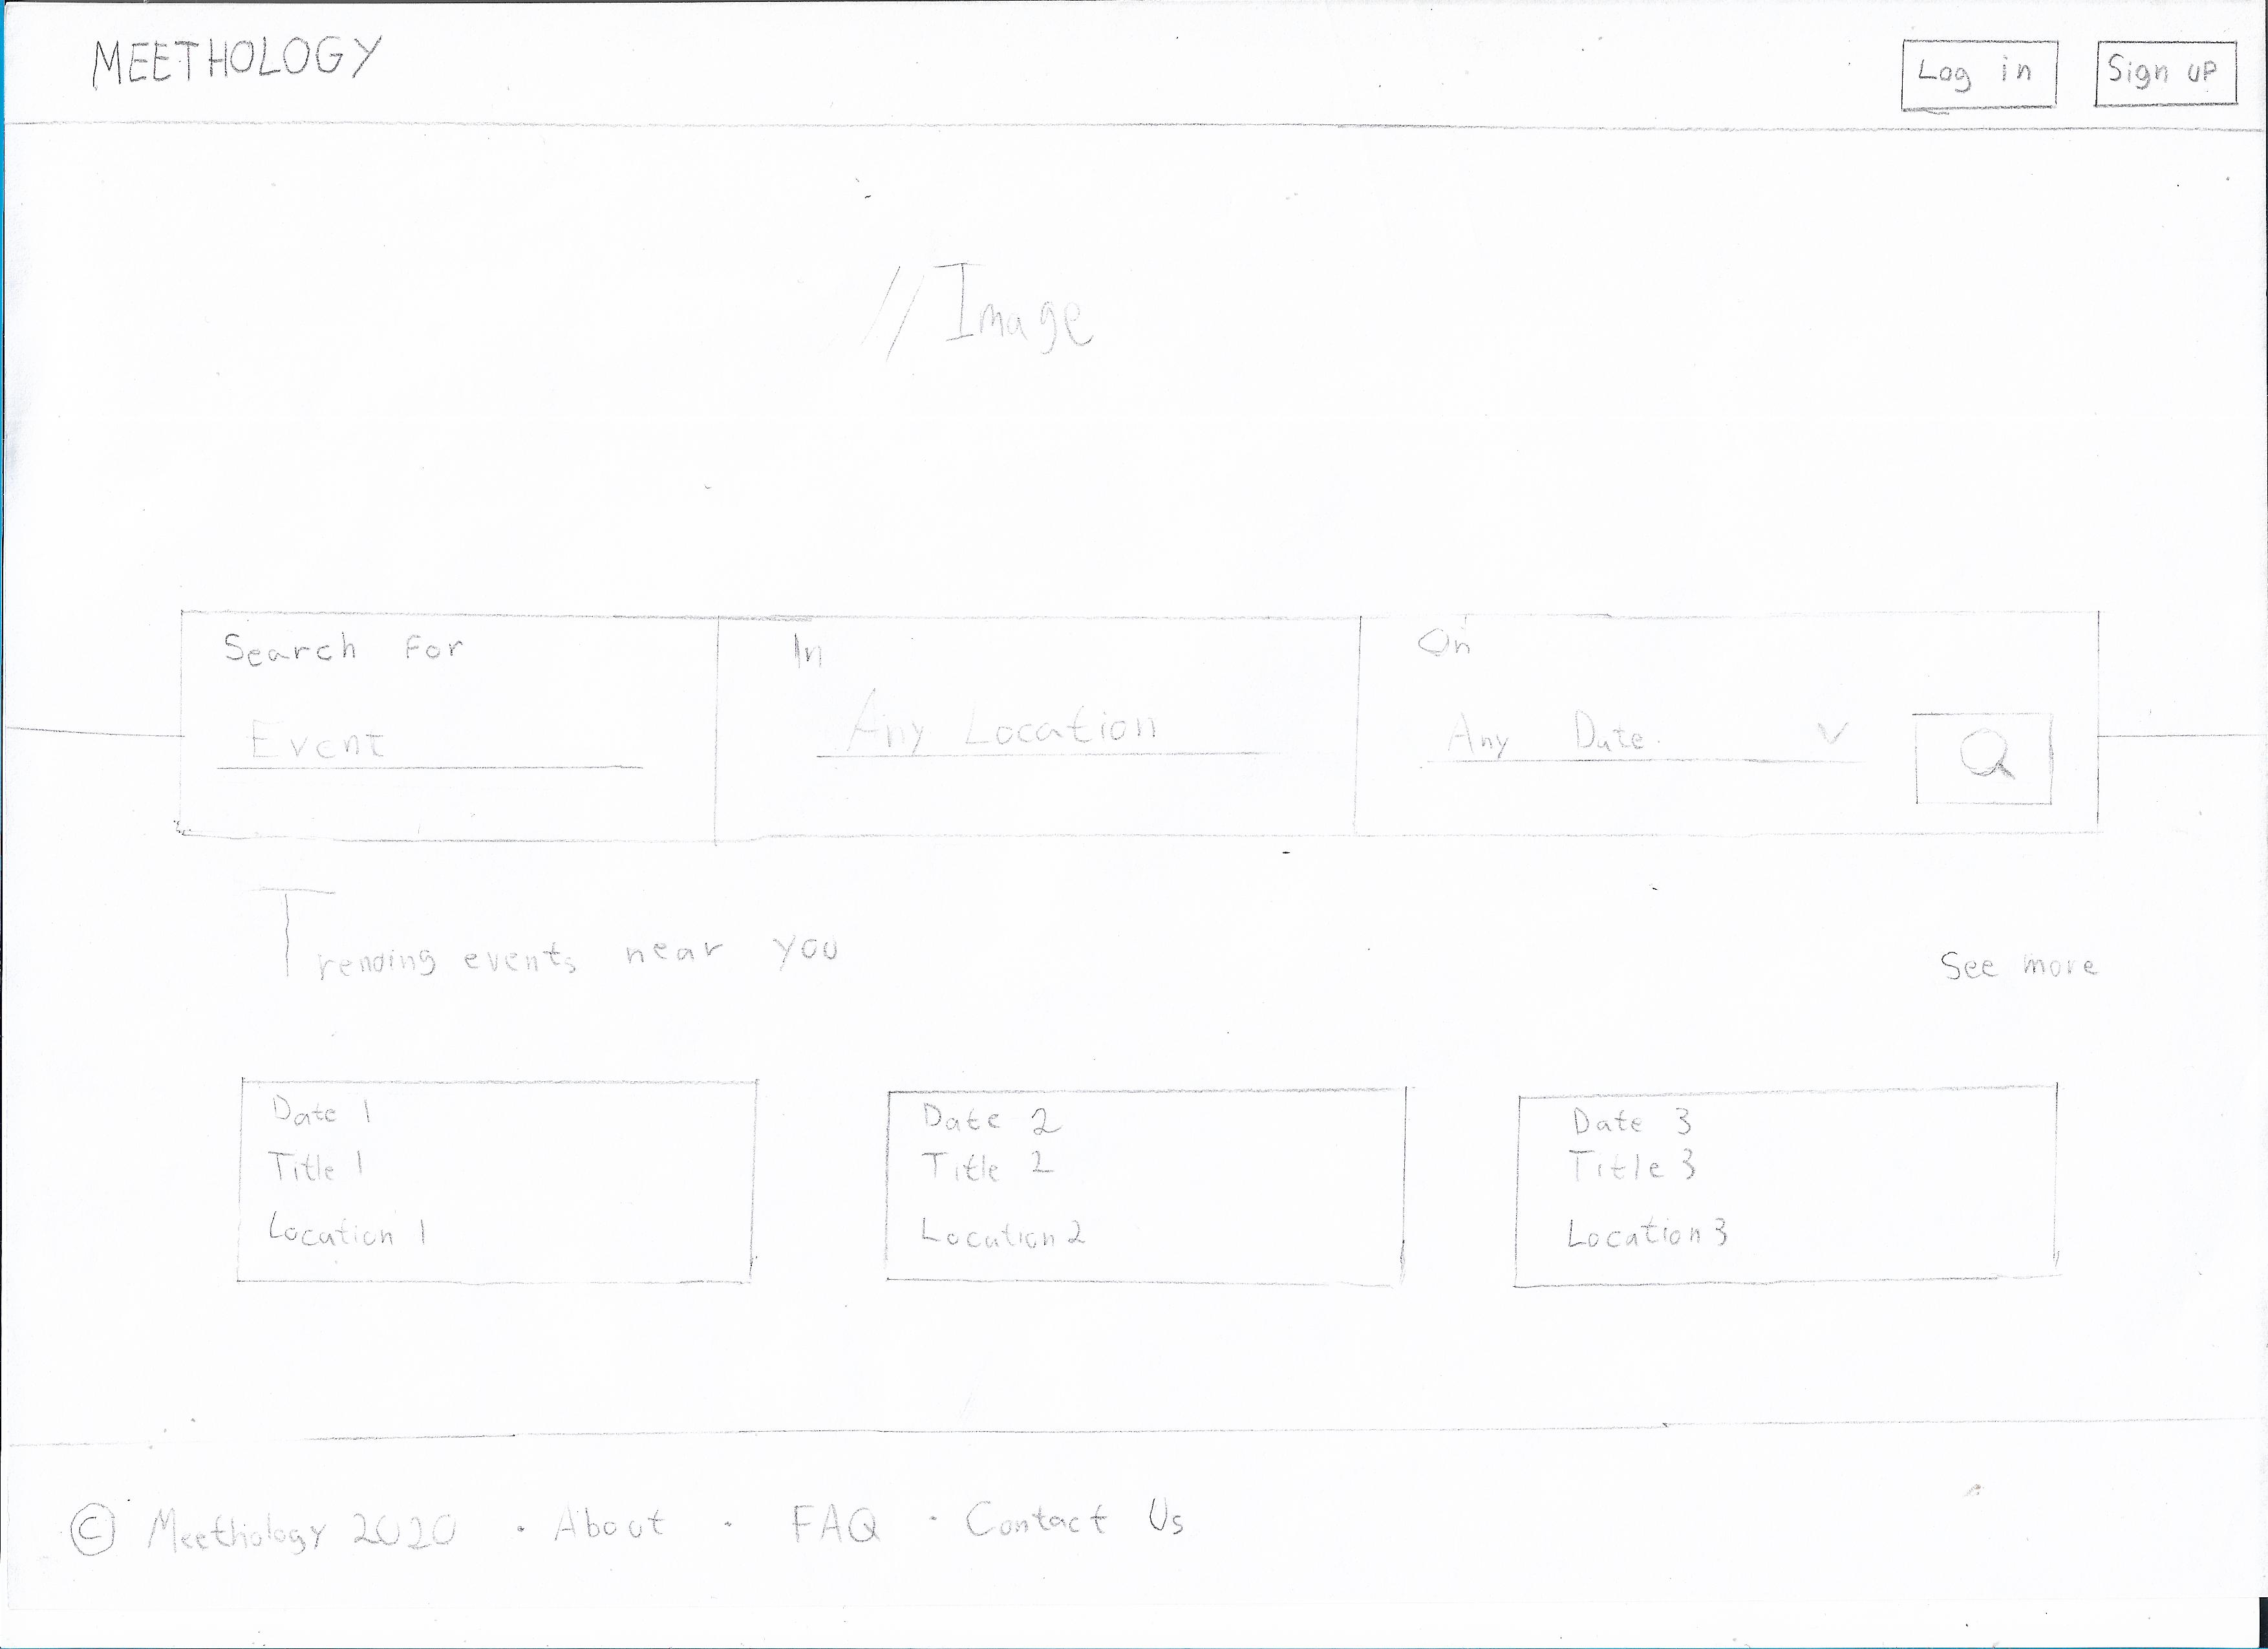 MEETHOLOGY
Log in
Sign up
// Image
Search for
In
On
Event
Any Location
Any Date
Trending events near you
See more
Date 1
Title 1
Location 1
Date 2
Title 2
Location 2
Date 3
Title 3
Location 3
© Meethology 2020 · About · FAQ · Contact Us